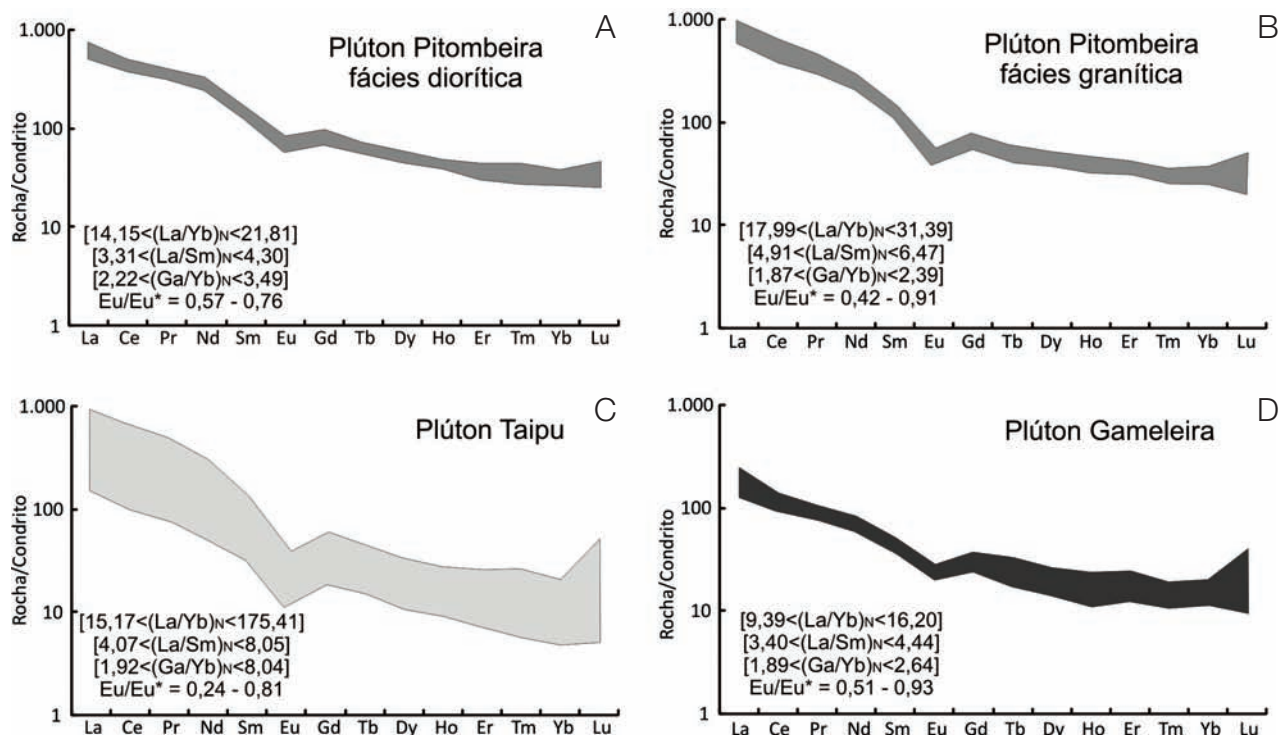 A
Plúton Pitombeira
fácies diorítica
1.000
100
10
1
Rocha/Condrito
[14,15<(La/Yb)N<21,81]
[3,31<(La/Sm)N<4,30]
[2,22<(Ga/Yb)N<3,49]
Eu/Eu* = 0,57 - 0,76
La Ce Pr Nd Sm Eu Gd Tb Dy Ho Er Tm Yb Lu
B
Plúton Pitombeira
fácies granítica
1.000
100
10
1
Rocha/Condrito
[17,99<(La/Yb)N<31,39]
[4,91<(La/Sm)N<6,47]
[1,87<(Ga/Yb)N<2,39]
Eu/Eu* = 0,42 - 0,91
La Ce Pr Nd Sm Eu Gd Tb Dy Ho Er Tm Yb Lu
C
Plúton Taipu
1.000
100
10
1
Rocha/Condrito
[15,17<(La/Yb)N<175,41]
[4,07<(La/Sm)N<8,05]
[1,92<(Ga/Yb)N<8,04]
Eu/Eu* = 0,24 - 0,81
La Ce Pr Nd Sm Eu Gd Tb Dy Ho Er Tm Yb Lu
D
Plúton Gameleira
1.000
100
10
1
Rocha/Condrito
[9,39<(La/Yb)N<16,20]
[3,40<(La/Sm)N<4,44]
[1,89<(Ga/Yb)N<2,64]
Eu/Eu* = 0,51 - 0,93
La Ce Pr Nd Sm Eu Gd Tb Dy Ho Er Tm Yb Lu